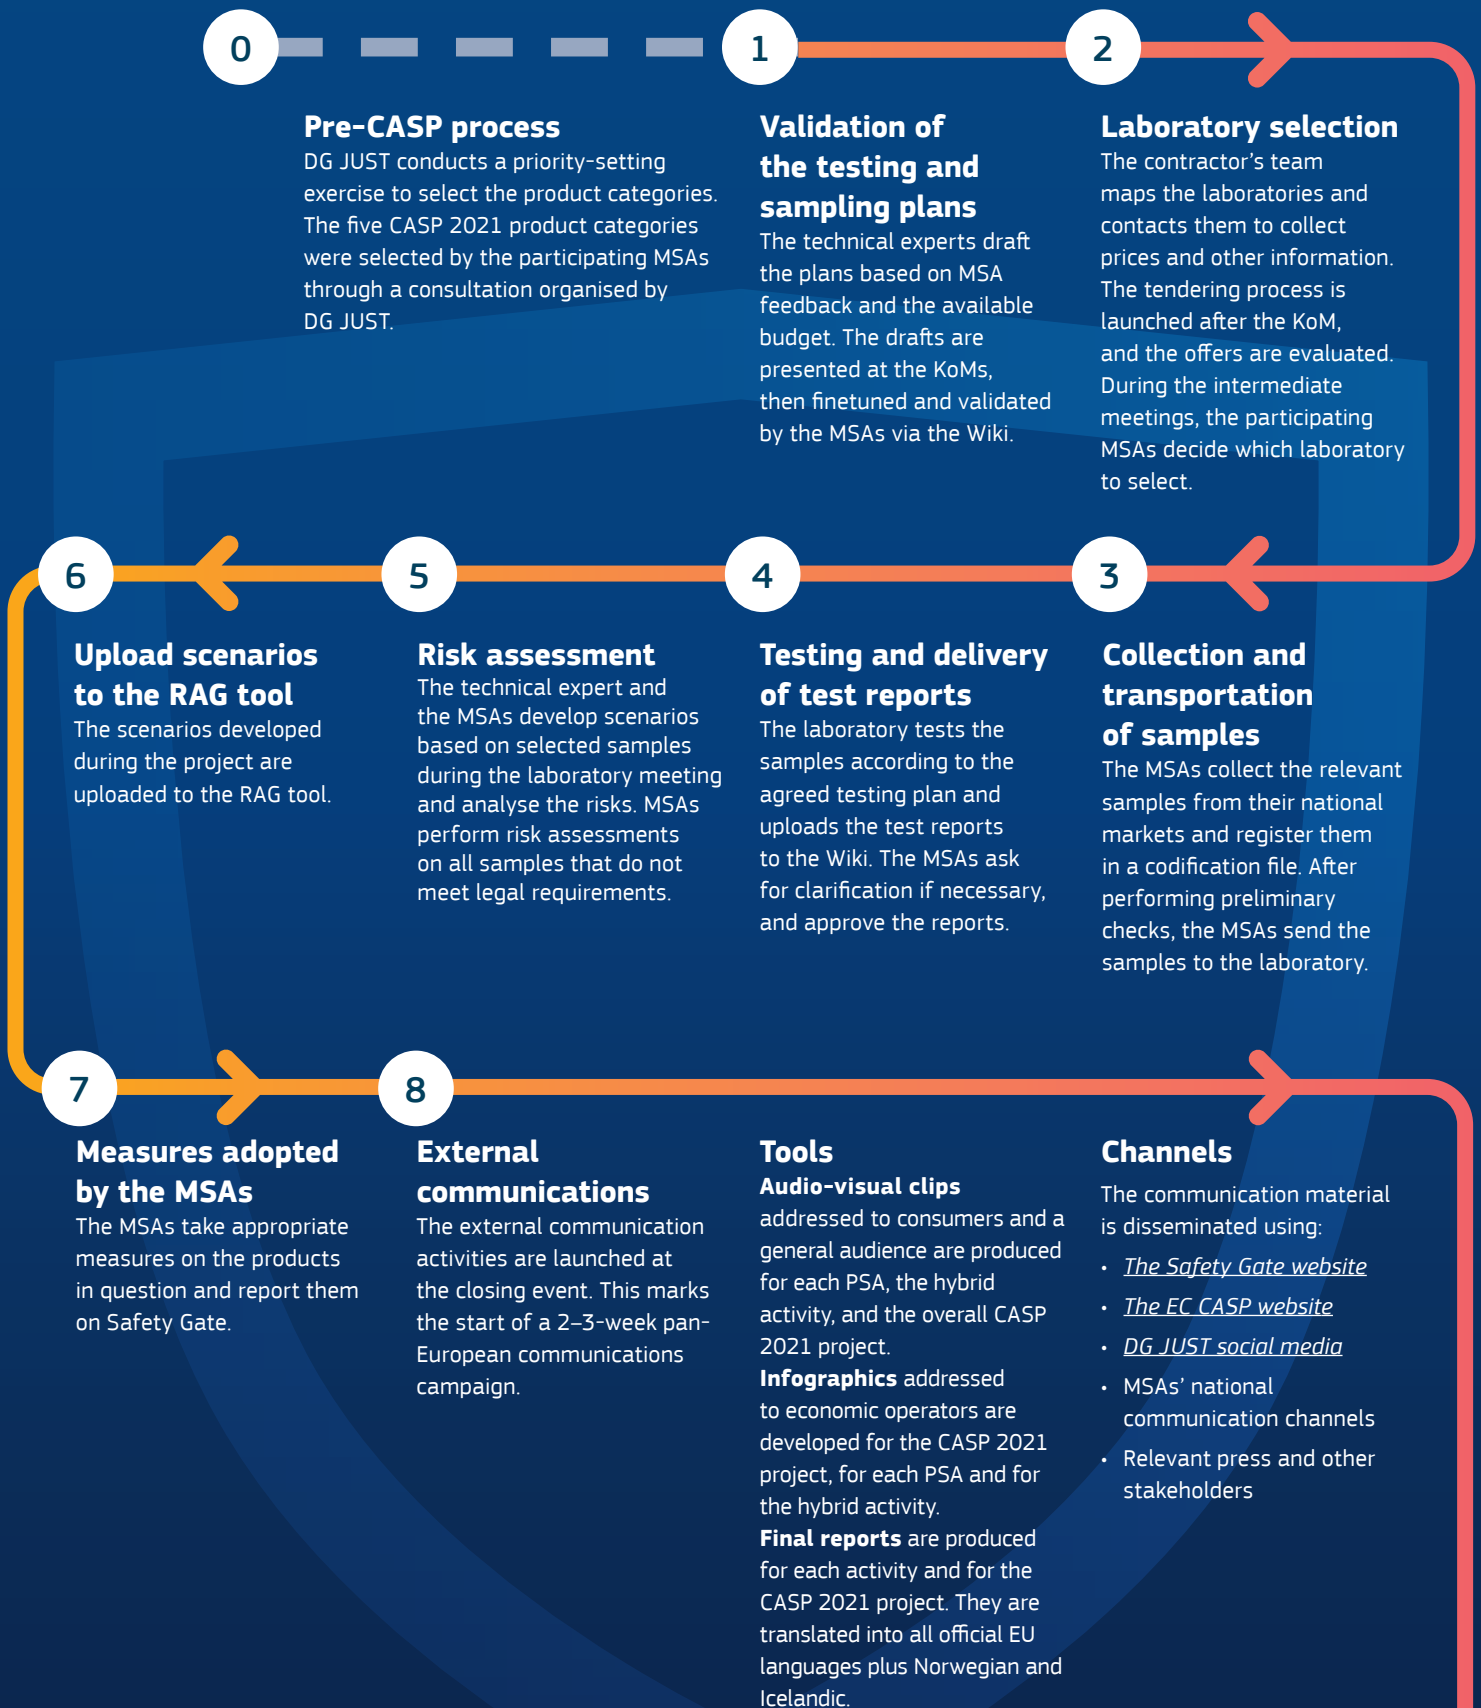 0
Pre-CASP process
DG JUST conducts a priority-setting
exercise to select the product categories.
The five CASP 2021 product categories
were selected by the participating MSAs
through a consultation organised by
DG JUST.
1
Validation of
the testing and
sampling plans
The technical experts draft
the plans based on MSA
feedback and the available
budget. The drafts are
presented at the KoMs,
then finetuned and validated
by the MSAs via the Wiki.
2
Laboratory selection
The contractor’s team
maps the laboratories and
contacts them to collect
prices and other information.
The tendering process is
launched after the KoM,
and the offers are evaluated.
During the intermediate
meetings, the participating
MSAs decide which laboratory
to select.
3
Collection and
transportation
of samples
The MSAs collect the relevant
samples from their national
markets and register them
in a codification file. After
performing preliminary
checks, the MSAs send the
samples to the laboratory.
4
Testing and delivery
of test reports
The laboratory tests the
samples according to the
agreed testing plan and
uploads the test reports
to the Wiki. The MSAs ask
for clarification if necessary,
and approve the reports.
5
Risk assessment
The technical expert and
the MSAs develop scenarios
based on selected samples
during the laboratory meeting
and analyse the risks. MSAs
perform risk assessments
on all samples that do not
meet legal requirements.
6
Upload scenarios
to the RAG tool
The scenarios developed
during the project are
uploaded to the RAG tool.
7
Measures adopted
by the MSAs
The MSAs take appropriate
measures on the products
in question and report them
on Safety Gate.
8
External
communications
The external communication
activities are launched at
the closing event. This marks
the start of a 2–3-week pan-
European communications
campaign.
Tools
Audio-visual clips
addressed to consumers and a
general audience are produced
for each PSA, the hybrid
activity, and the overall CASP
2021 project.
Infographics addressed
to economic operators are
developed for the CASP 2021
project, for each PSA and for
the hybrid activity.
Final reports are produced
for each activity and for the
CASP 2021 project. They are
translated into all official EU
languages plus Norwegian and
Icelandic.
Channels
The communication material
is disseminated using:
• The Safety Gate website
• The EC CASP website
• DG JUST social media
• MSAs’ national
communication channels
• Relevant press and other
stakeholders